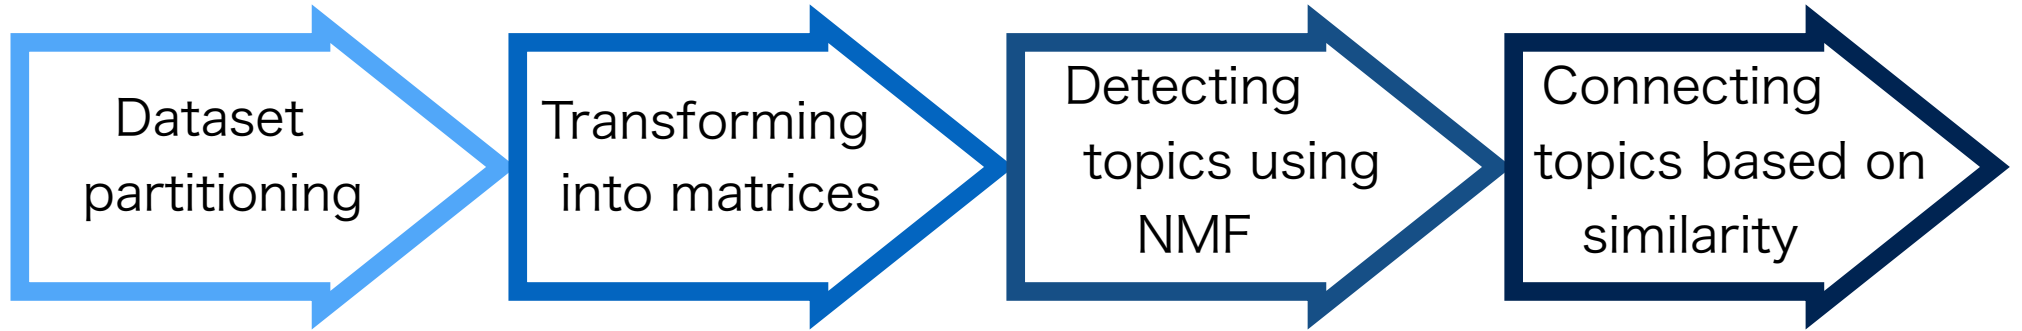 Dataset
partitioning
Transforming
into matrices
Detecting
topics using
NMF
Connecting
topics based on
similarity